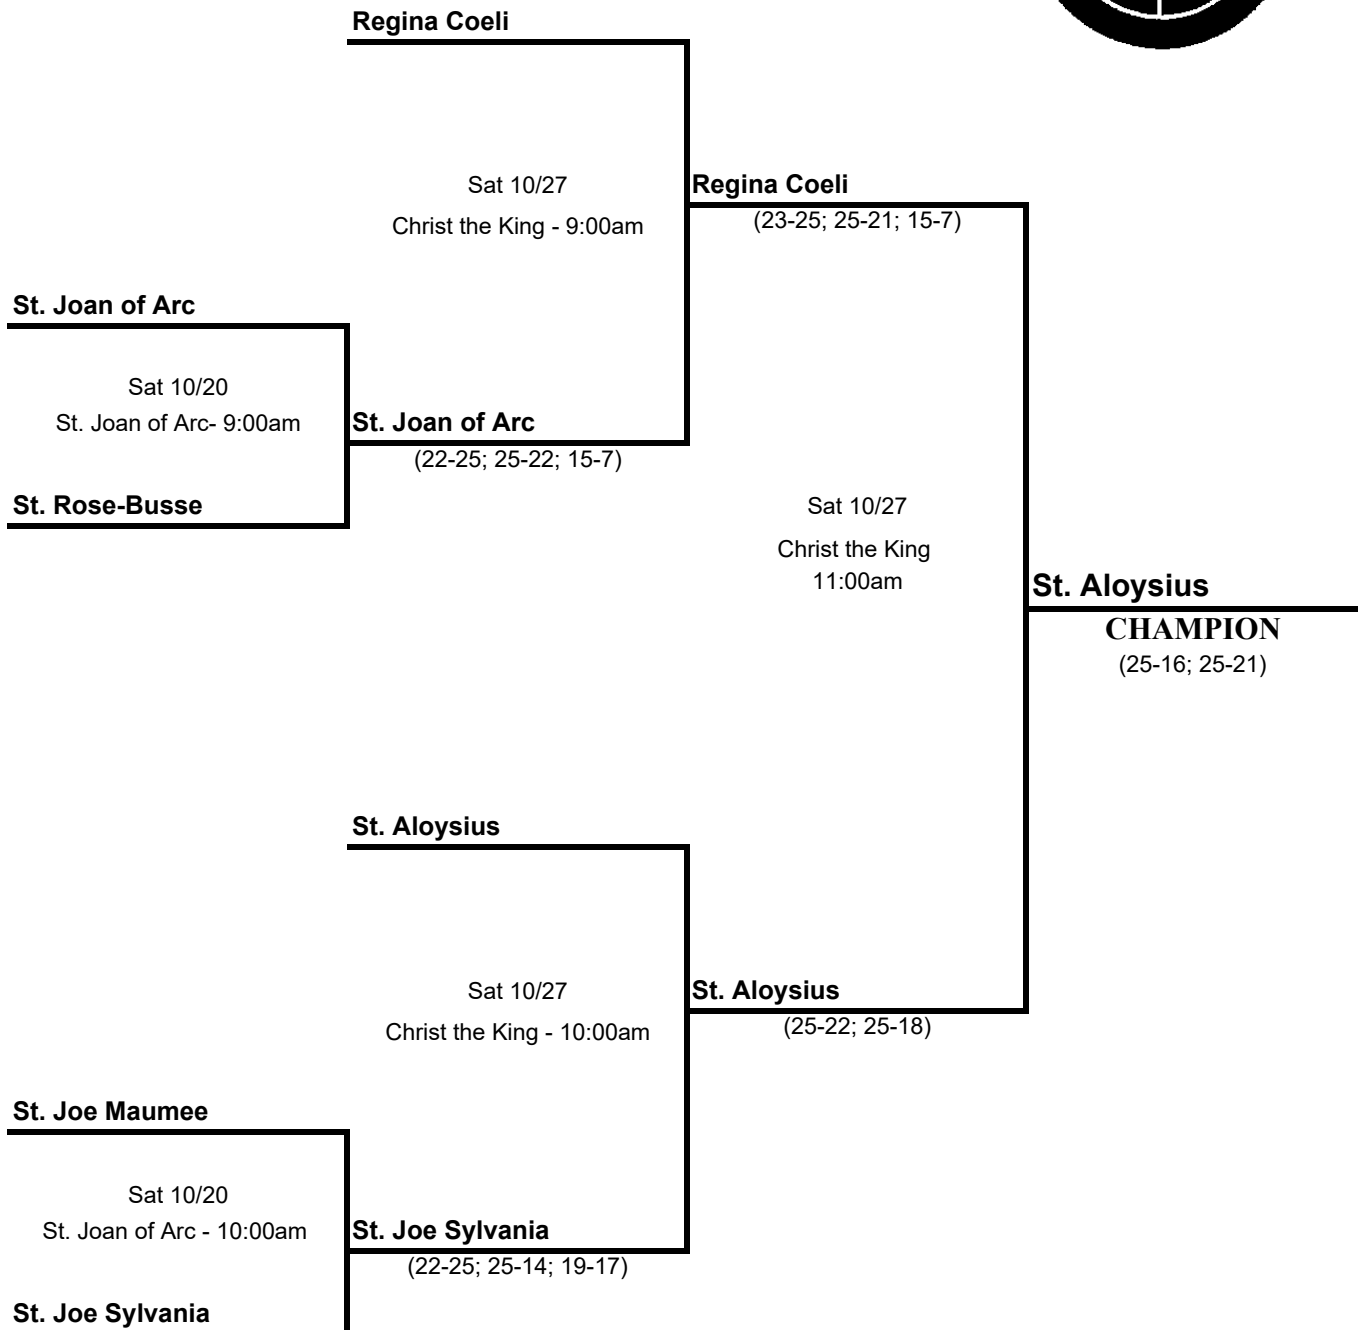 Regina Coeli
Sat 10/27
Christ the King - 9:00am
Regina Coeli
(23-25; 25-21; 15-7)
St. Joan of Arc
Sat 10/20
St. Joan of Arc- 9:00am
St. Joan of Arc
(22-25; 25-22; 15-7)
St. Rose-Busse
Sat 10/27
Christ the King
11:00am
St. Aloysius
CHAMPION
(25-16; 25-21)
St. Aloysius
Sat 10/27
Christ the King - 10:00am
St. Aloysius
(25-22; 25-18)
St. Joe Maumee
Sat 10/20
St. Joan of Arc - 10:00am
St. Joe Sylvania
(22-25; 25-14; 19-17)
St. Joe Sylvania